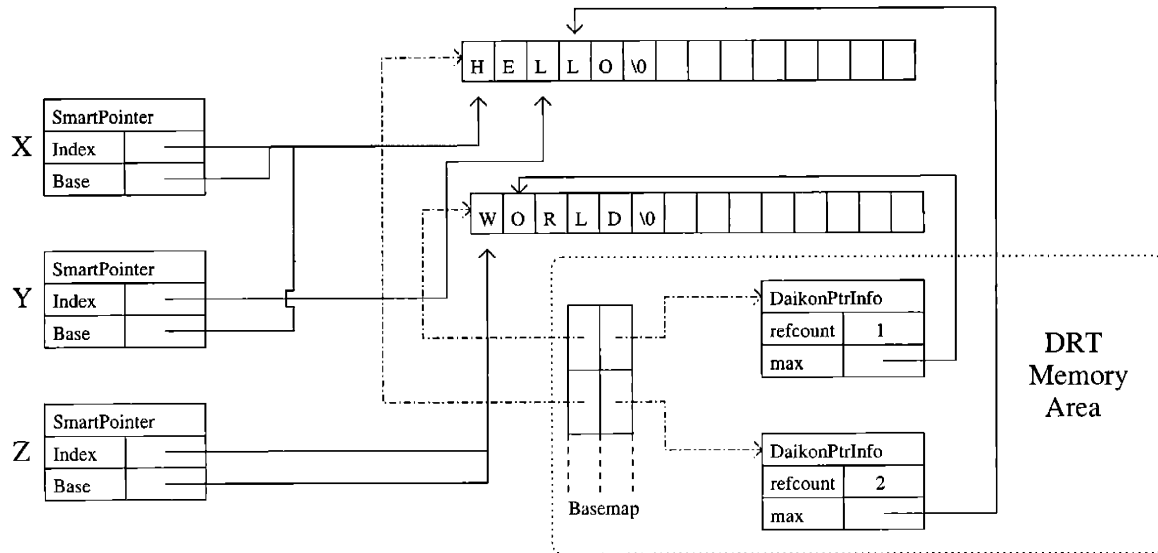 H E L L O \0
SmartPointer
X
Index
Base
W O R L D \0
SmartPointer
Y
Index
Base
DaikonPtrInfo
refcount 1
max
DRT
Memory
Area
SmartPointer
Z
Index
Base
DaikonPtrInfo
refcount 2
max
Basemap